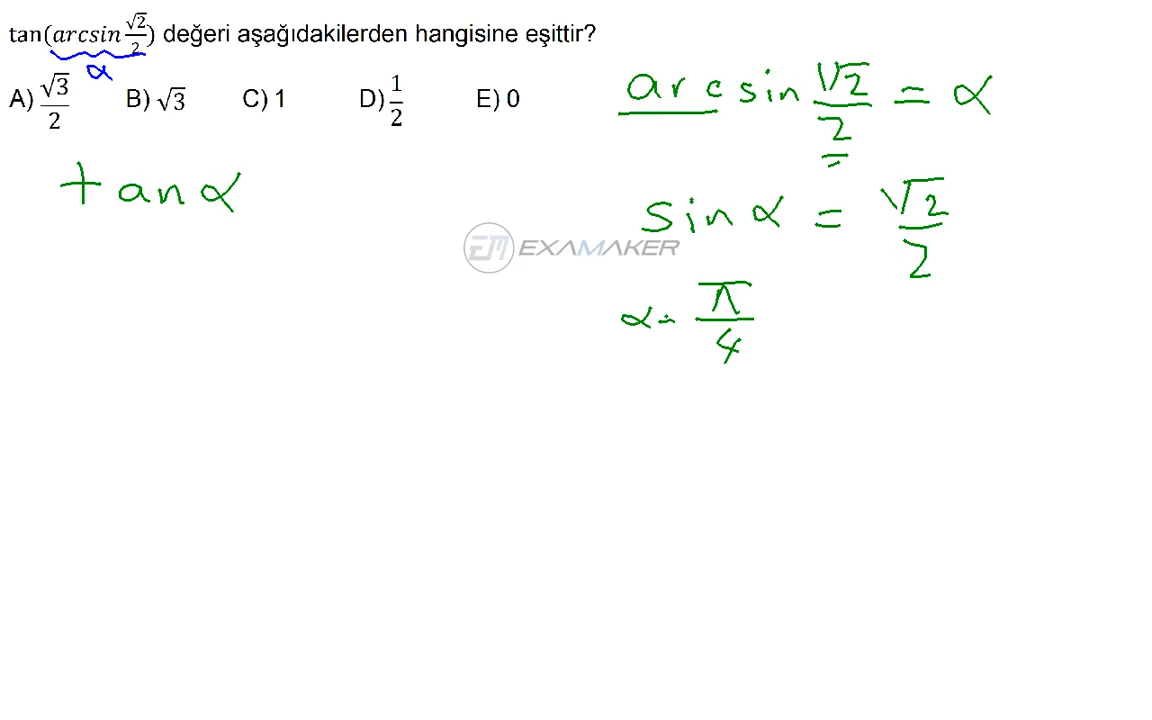 tan(arcsin √2/2) değeri aşağıdakilerden hangisine eşittir?
α
A) √3/2 B) √3 C) 1 D) 1/2 E) 0
arcsin √2/2 = α
tan α
sin α = √2/2
EXAMAKER
α = π/4